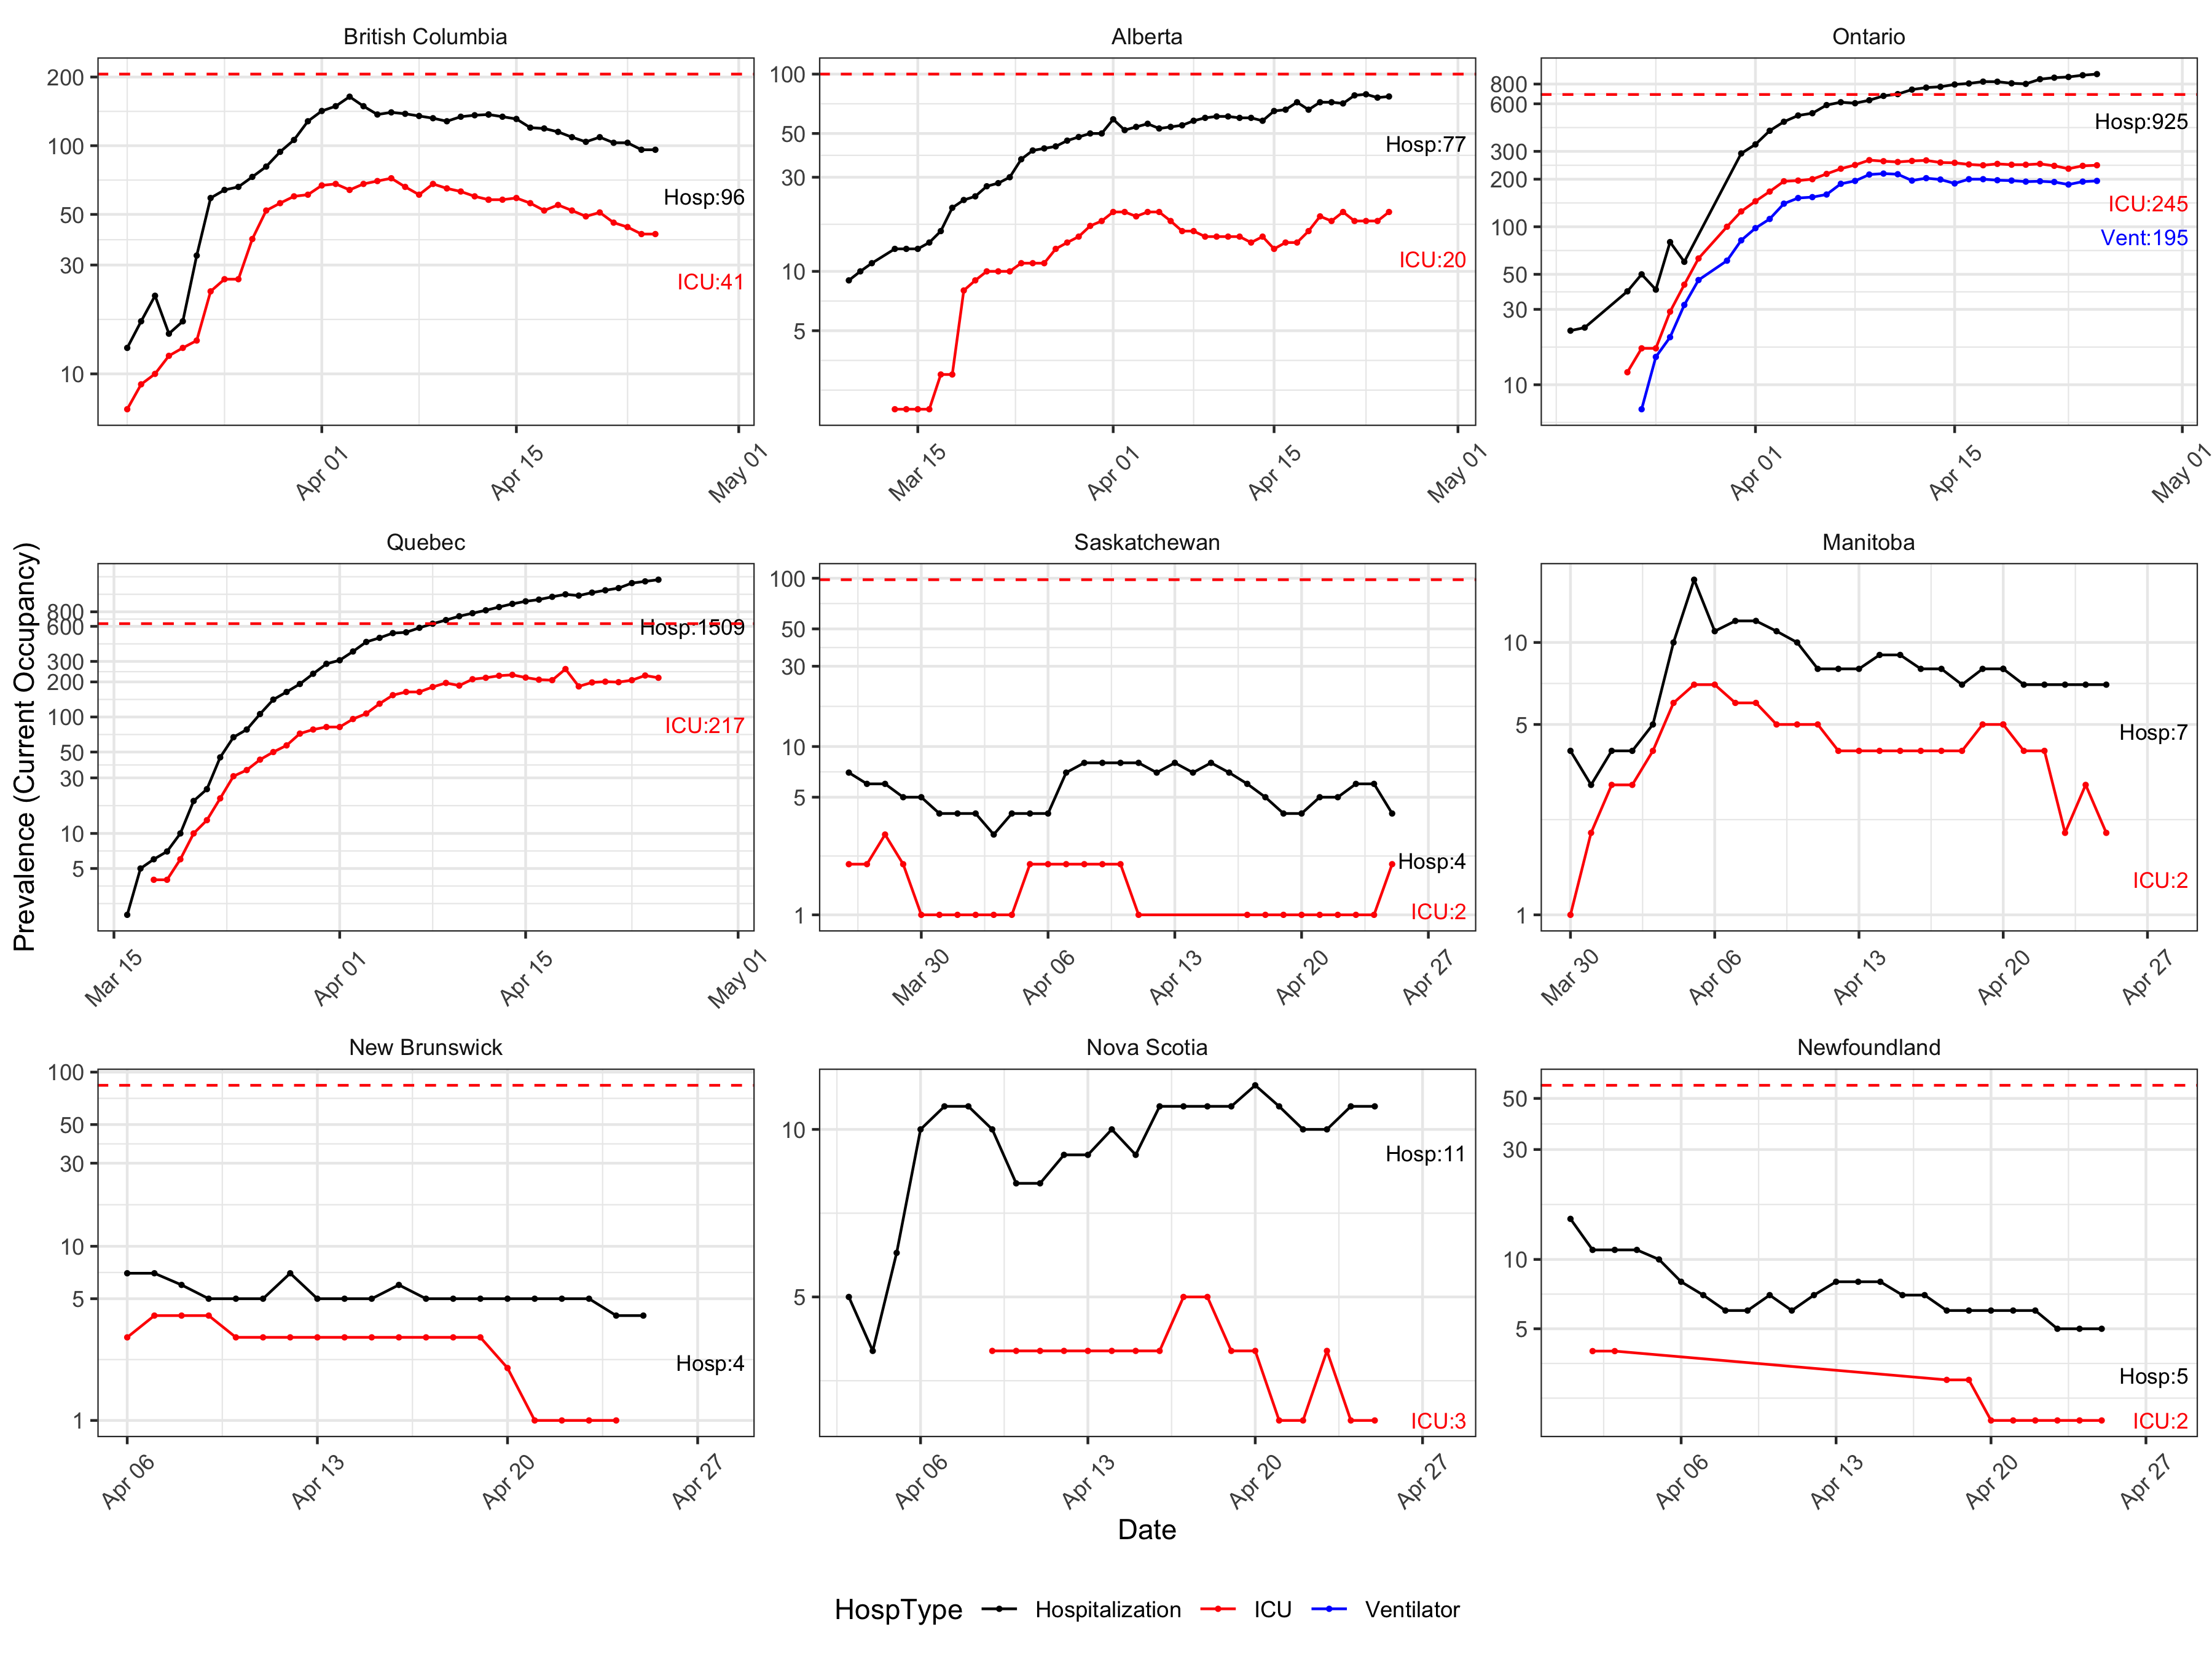 British Columbia
Alberta
Ontario
200
100
50
30
10
Hosp:96
ICU:41
Apr 01
Apr 15
May 01
100
50
30
10
5
Hosp:77
ICU:20
Mar 15
Apr 01
Apr 15
May 01
800
600
300
200
100
50
30
10
Hosp:925
ICU:245
Vent:195
Apr 01
Apr 15
May 01
Prevalence (Current Occupancy)
Quebec
Saskatchewan
Manitoba
800
600
300
200
100
50
30
10
5
Hosp:1509
ICU:217
Mar 15
Apr 01
Apr 15
May 01
100
50
30
10
5
1
Hosp:4
ICU:2
Mar 30
Apr 06
Apr 13
Apr 20
Apr 27
10
5
1
Hosp:7
ICU:2
Mar 30
Apr 06
Apr 13
Apr 20
Apr 27
New Brunswick
Nova Scotia
Newfoundland
100
50
30
10
5
1
Hosp:4
Apr 06
Apr 13
Apr 20
Apr 27
10
5
Hosp:11
ICU:3
Apr 06
Apr 13
Apr 20
Apr 27
50
30
10
5
Hosp:5
ICU:2
Apr 06
Apr 13
Apr 20
Apr 27
Date
HospType Hospitalization ICU Ventilator